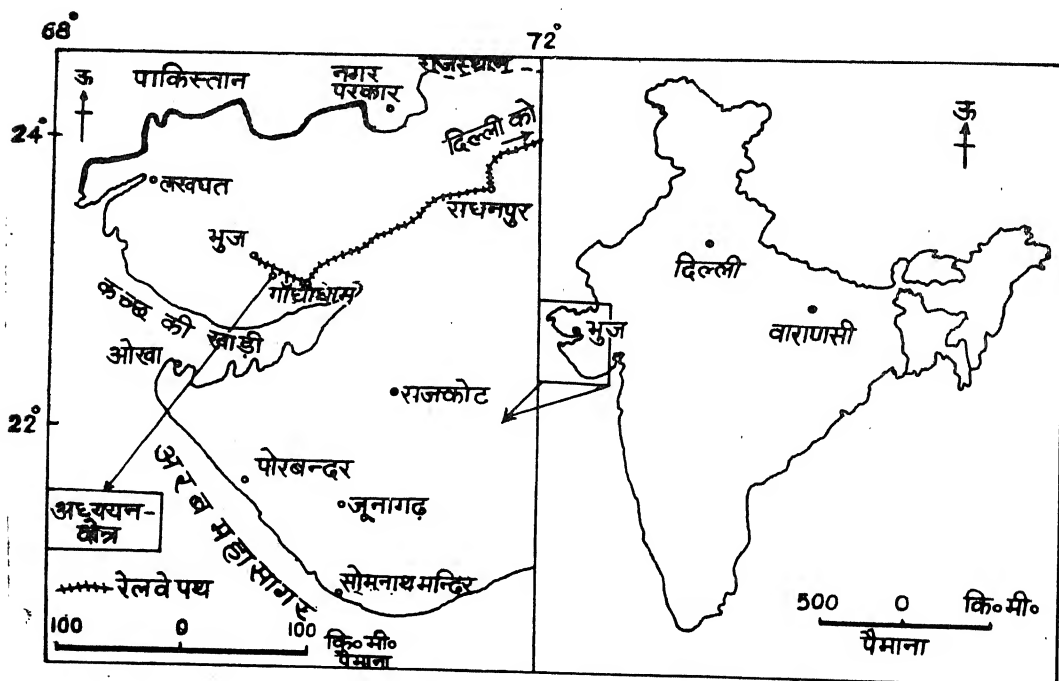 68°
72°
ऊ
पाकिस्तान
नगर
परकार
राजस्थान
24°
दिल्ली को
लखपत
राधनपुर
भुज
गाँधीधाम
कच्छ की खाड़ी
ओखा
राजकोट
22°
पोरबन्दर
जूनागढ़
अरब महासागर
अध्ययन-
क्षेत्र
सोमनाथ मन्दिर
रेलवे पथ
100 0 100
कि॰ मी॰
पैमाना
ऊ
दिल्ली
वाराणसी
भुज
500 0 कि॰ मी॰
पैमाना